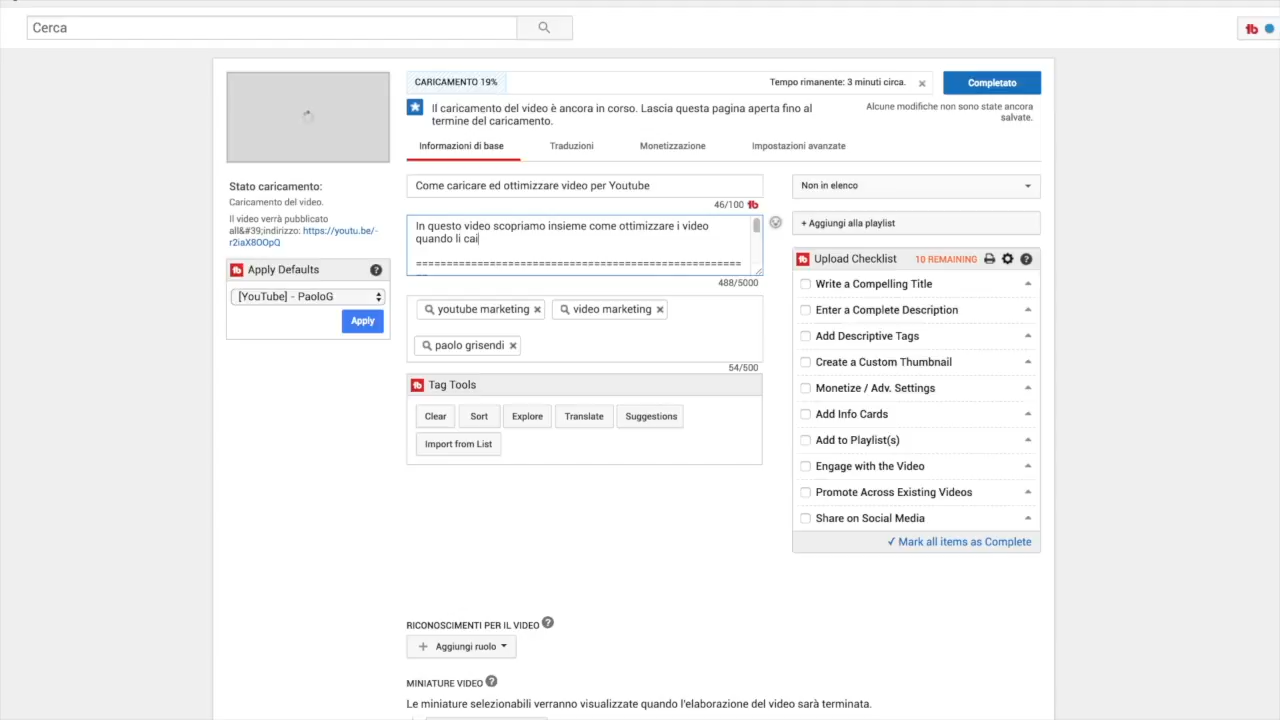 Cerca
CARICAMENTO 19%
Tempo rimanente: 3 minuti circa.
Completato
Il caricamento del video è ancora in corso. Lascia questa pagina aperta fino al
termine del caricamento.
Alcune modifiche non sono state ancora
salvate.
Informazioni di base
Traduzioni
Monetizzazione
Impostazioni avanzate
Stato caricamento:
Caricamento del video.
Il video verrà pubblicato
all&#39;indirizzo: https://youtu.be/-
r2iaX8OOpQ
Apply Defaults
[YouTube] - PaoloG
Apply
Come caricare ed ottimizzare video per Youtube
46/100
In questo video scopriamo insieme come ottimizzare i video
quando li cai
=====================================================
488/5000
youtube marketing
video marketing
paolo grisendi
54/500
Tag Tools
Clear
Sort
Explore
Translate
Suggestions
Import from List
Non in elenco
+ Aggiungi alla playlist
Upload Checklist
10 REMAINING
Write a Compelling Title
Enter a Complete Description
Add Descriptive Tags
Create a Custom Thumbnail
Monetize / Adv. Settings
Add Info Cards
Add to Playlist(s)
Engage with the Video
Promote Across Existing Videos
Share on Social Media
✓ Mark all items as Complete
RICONOSCIMENTI PER IL VIDEO
+ Aggiungi ruolo
MINIATURE VIDEO
Le miniature selezionabili verranno visualizzate quando l'elaborazione del video sarà terminata.